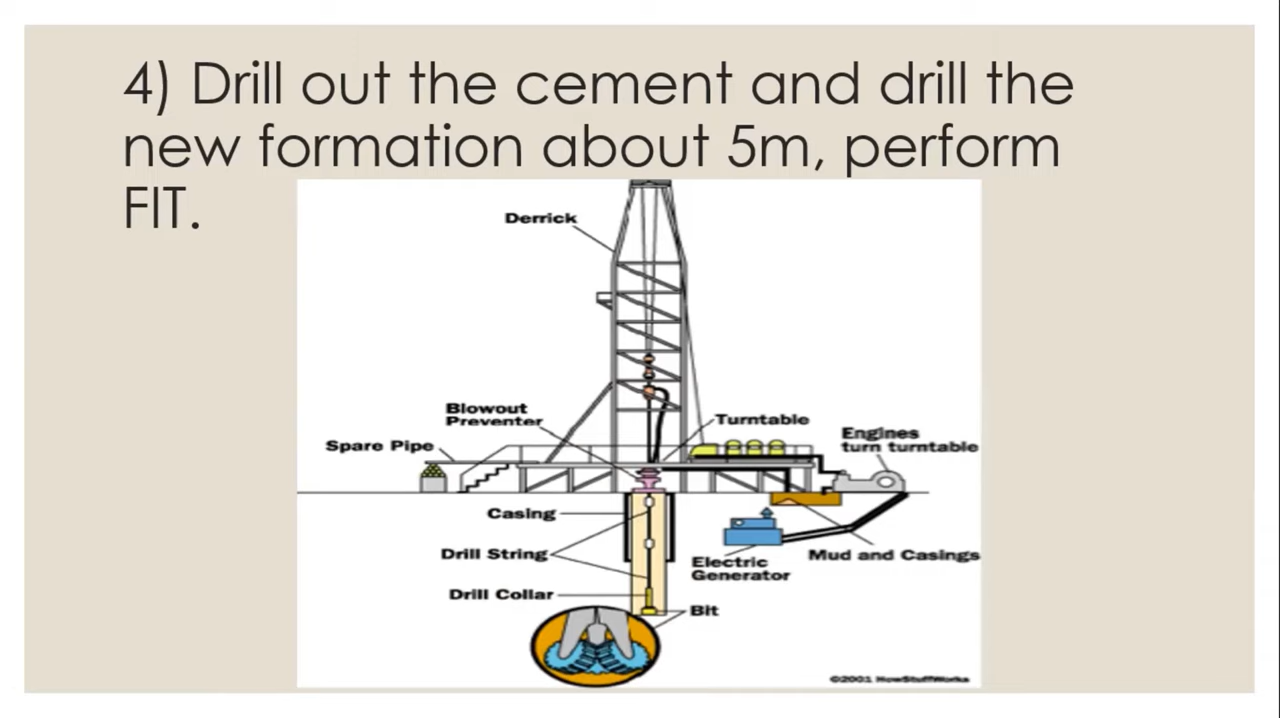 4) Drill out the cement and drill the
new formation about 5m, perform
FIT.
Derrick
Blowout
Preventer
Turntable
Spare Pipe
Engines
turn turntable
Casing
Drill String
Mud and Casings
Electric
Generator
Drill Collar
Bit
©2001 HowStuffWorks